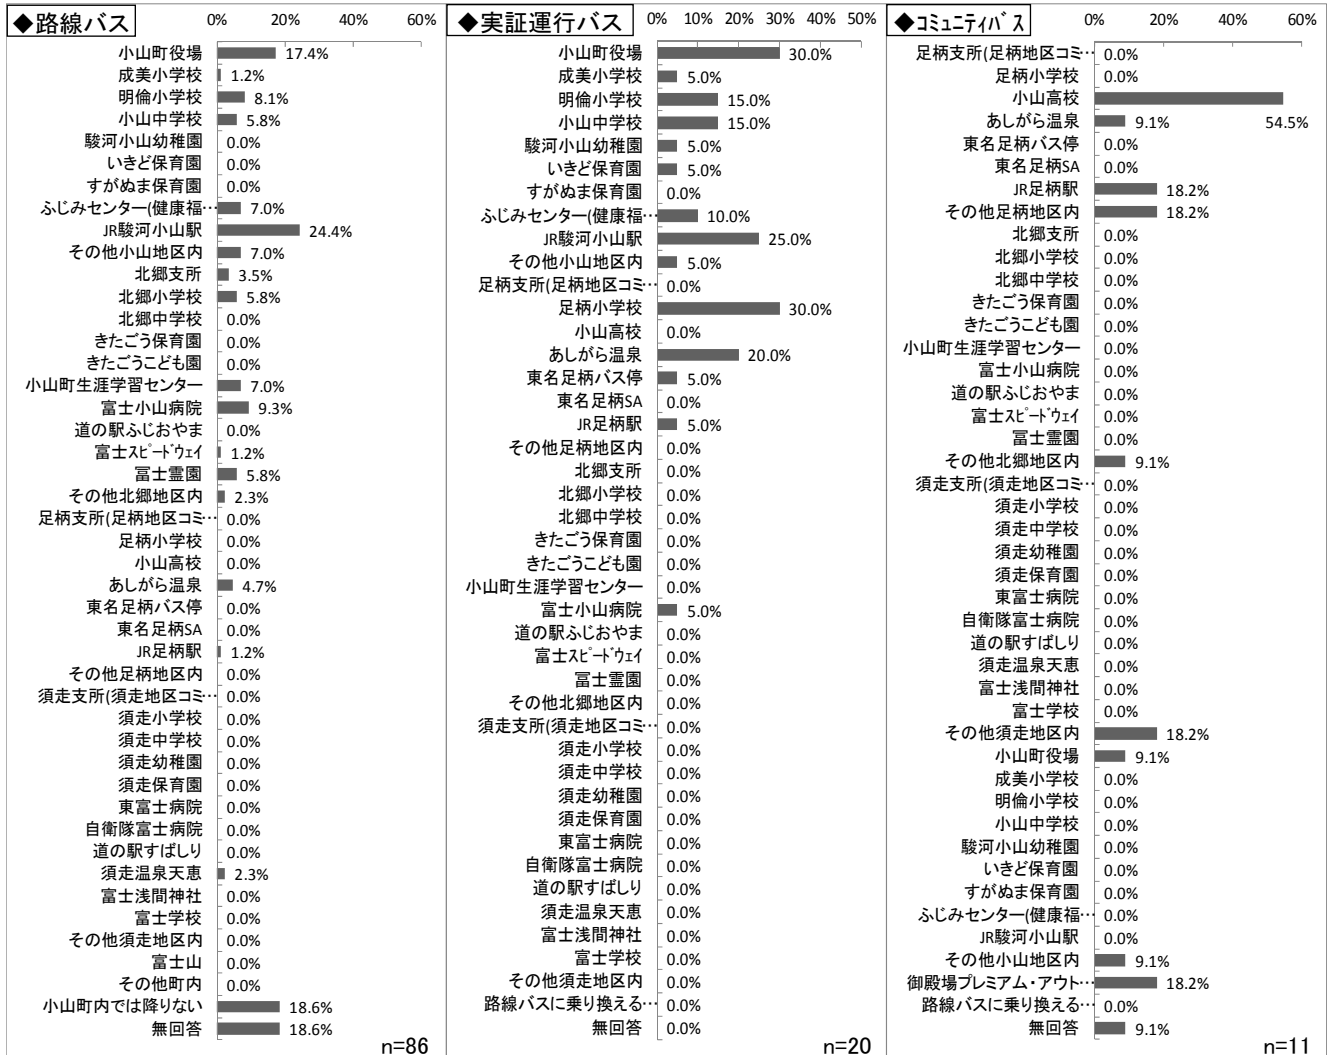 ◆路線バス
0% 20% 40% 60%
小山町役場 17.4%
成美小学校 1.2%
明倫小学校 8.1%
小山中学校 5.8%
駿河小山幼稚園 0.0%
いきど保育園 0.0%
すがぬま保育園 0.0%
ふじみセンター(健康福… 7.0%
JR駿河小山駅 24.4%
その他小山地区内 7.0%
北郷支所 3.5%
北郷小学校 5.8%
北郷中学校 0.0%
きたごう保育園 0.0%
きたごうこども園 0.0%
小山町生涯学習センター 7.0%
富士小山病院 9.3%
道の駅ふじおやま 0.0%
富士スピードウェイ 1.2%
冨士霊園 5.8%
その他北郷地区内 2.3%
足柄支所(足柄地区コミ… 0.0%
足柄小学校 0.0%
小山高校 0.0%
あしがら温泉 4.7%
東名足柄バス停 0.0%
東名足柄SA 0.0%
JR足柄駅 1.2%
その他足柄地区内 0.0%
須走支所(須走地区コミ… 0.0%
須走小学校 0.0%
須走中学校 0.0%
須走幼稚園 0.0%
須走保育園 0.0%
東富士病院 0.0%
自衛隊富士病院 0.0%
道の駅すばしり 0.0%
須走温泉天恵 2.3%
富士浅間神社 0.0%
富士学校 0.0%
その他須走地区内 0.0%
富士山 0.0%
その他町内 0.0%
小山町内では降りない 18.6%
無回答 18.6%
n=86
◆実証運行バス
0% 10% 20% 30% 40% 50%
小山町役場 30.0%
成美小学校 5.0%
明倫小学校 15.0%
小山中学校 15.0%
駿河小山幼稚園 5.0%
いきど保育園 5.0%
すがぬま保育園 0.0%
ふじみセンター(健康福… 10.0%
JR駿河小山駅 25.0%
その他小山地区内 5.0%
足柄支所(足柄地区コミ… 0.0%
足柄小学校 30.0%
小山高校 0.0%
あしがら温泉 20.0%
東名足柄バス停 5.0%
東名足柄SA 0.0%
JR足柄駅 5.0%
その他足柄地区内 0.0%
北郷支所 0.0%
北郷小学校 0.0%
北郷中学校 0.0%
きたごう保育園 0.0%
きたごうこども園 0.0%
小山町生涯学習センター 0.0%
富士小山病院 5.0%
道の駅ふじおやま 0.0%
富士スピードウェイ 0.0%
冨士霊園 0.0%
その他北郷地区内 0.0%
須走支所(須走地区コミ… 0.0%
須走小学校 0.0%
須走中学校 0.0%
須走幼稚園 0.0%
須走保育園 0.0%
東富士病院 0.0%
自衛隊富士病院 0.0%
道の駅すばしり 0.0%
須走温泉天恵 0.0%
富士浅間神社 0.0%
富士学校 0.0%
その他須走地区内 0.0%
路線バスに乗り換える… 0.0%
無回答 0.0%
n=20
◆コミュニティバス
0% 20% 40% 60%
足柄支所(足柄地区コミ… 0.0%
足柄小学校 0.0%
小山高校
あしがら温泉 9.1% 54.5%
東名足柄バス停 0.0%
東名足柄SA 0.0%
JR足柄駅 18.2%
その他足柄地区内 18.2%
北郷支所 0.0%
北郷小学校 0.0%
北郷中学校 0.0%
きたごう保育園 0.0%
きたごうこども園 0.0%
小山町生涯学習センター 0.0%
富士小山病院 0.0%
道の駅ふじおやま 0.0%
富士スピードウェイ 0.0%
冨士霊園 0.0%
その他北郷地区内 9.1%
須走支所(須走地区コミ… 0.0%
須走小学校 0.0%
須走中学校 0.0%
須走幼稚園 0.0%
須走保育園 0.0%
東富士病院 0.0%
自衛隊富士病院 0.0%
道の駅すばしり 0.0%
須走温泉天恵 0.0%
富士浅間神社 0.0%
富士学校 0.0%
その他須走地区内 18.2%
小山町役場 9.1%
成美小学校 0.0%
明倫小学校 0.0%
小山中学校 0.0%
駿河小山幼稚園 0.0%
いきど保育園 0.0%
すがぬま保育園 0.0%
ふじみセンター(健康福… 0.0%
JR駿河小山駅 0.0%
その他小山地区内 9.1%
御殿場プレミアム・アウト… 18.2%
路線バスに乗り換える… 0.0%
無回答 9.1%
n=11